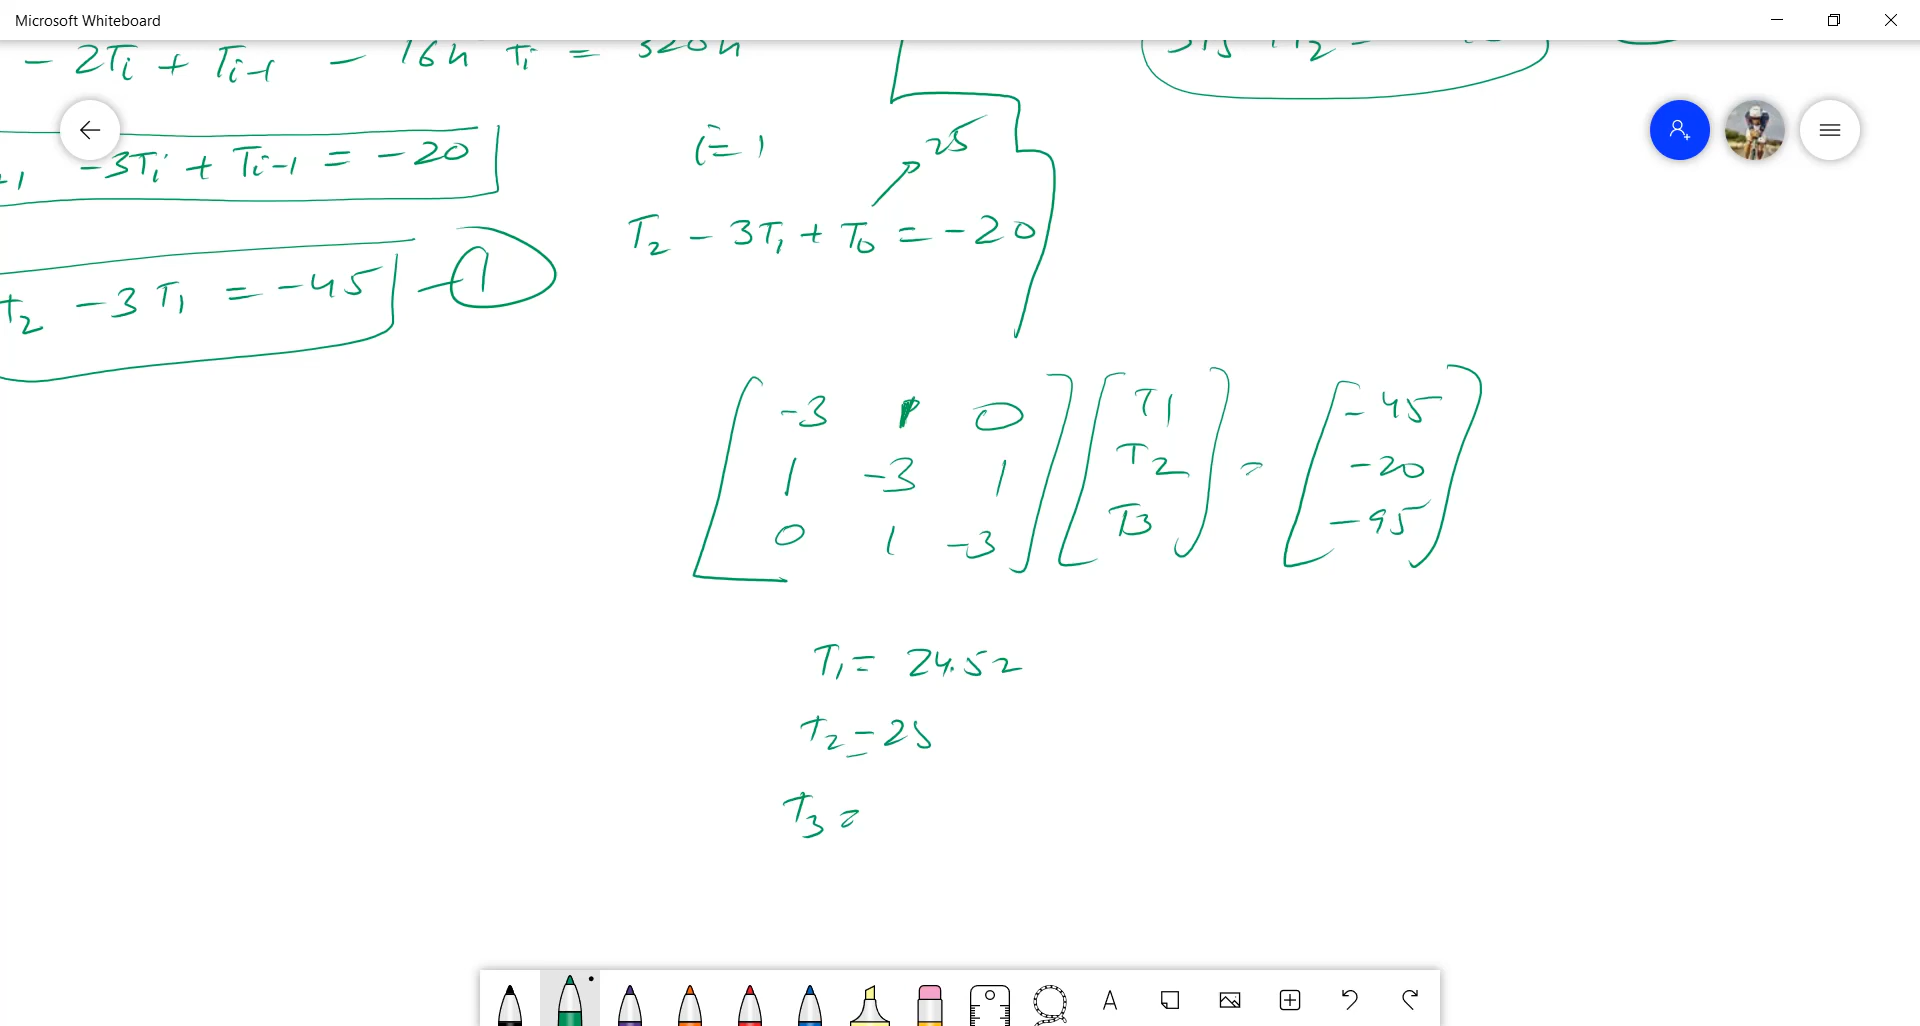 Microsoft Whiteboard
- 2Ti + Ti-1 - 16h Ti = 320h
-3Ti + Ti-1 = -20
i=1
25
T2 - 3T1 + T0 = -20
T2 - 3T1 = -45 - 1
-3 1 0 T1 = -45
1 -3 1 T2 -20
0 1 -3 T3 -95
T1 = 24.52
T2 = 25
T3 =
A